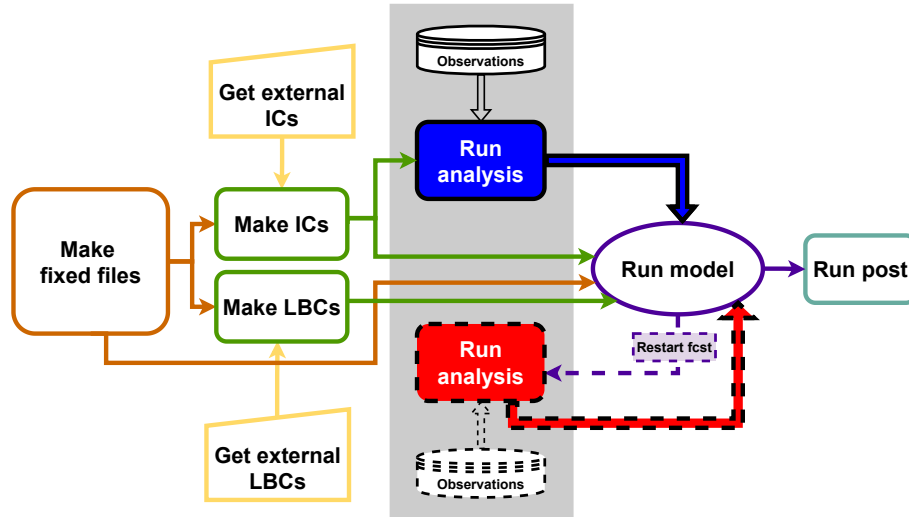 Observations
Get external
ICs
Run
analysis
Make ICs
Make
fixed files
Run model
Run post
Make LBCs
Restart fcst
Run
analysis
Get external
LBCs
Observations